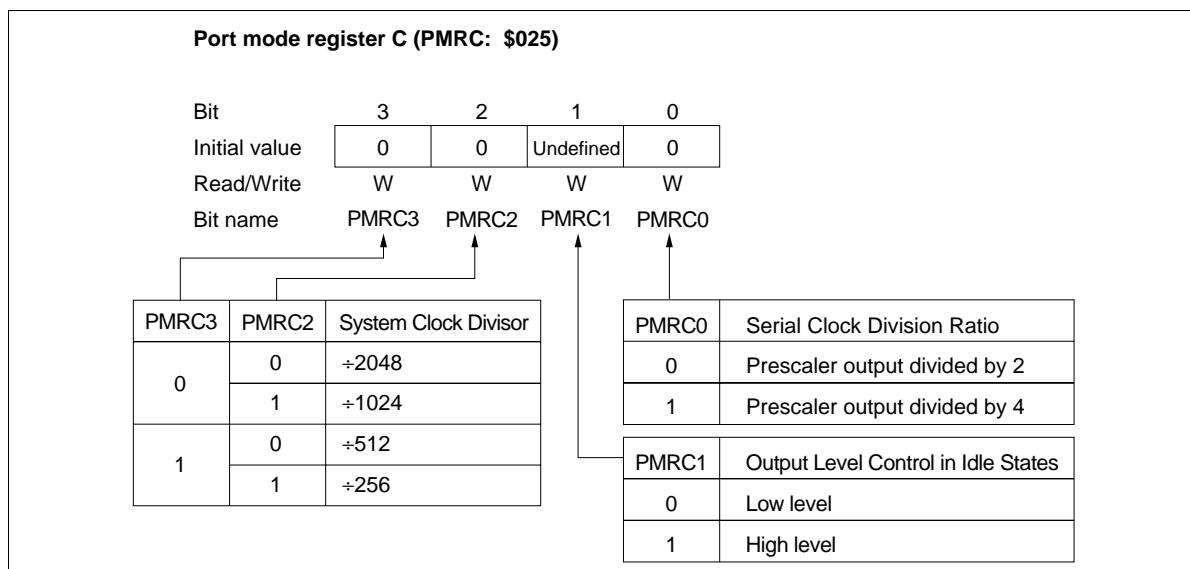 Port mode register C (PMRC: $025)
Bit 3 2 1 0
Initial value 0 0 Undefined 0
Read/Write W W W W
Bit name PMRC3 PMRC2 PMRC1 PMRC0
PMRC3 PMRC2 System Clock Divisor
0 0 ÷2048
1 ÷1024
1 0 ÷512
1 ÷256
PMRC0 Serial Clock Division Ratio
0 Prescaler output divided by 2
1 Prescaler output divided by 4
PMRC1 Output Level Control in Idle States
0 Low level
1 High level